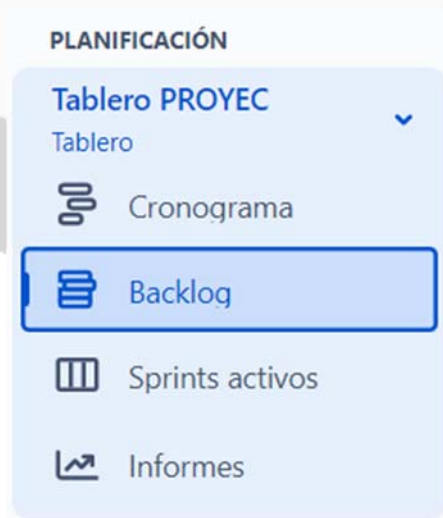 PLANIFICACIÓN
Tablero PROYEC
Tablero
Cronograma
Backlog
Sprints activos
Informes